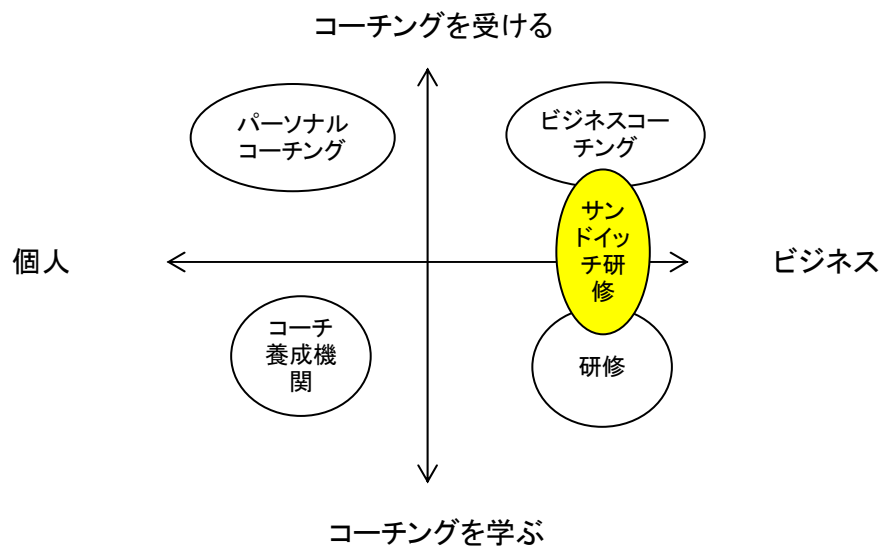 コーチングを受ける
パーソナル
コーチング
ビジネスコー
チング
サン
ドイッ
チ研
修
個人
ビジネス
コーチ
養成機
関
研修
コーチングを学ぶ